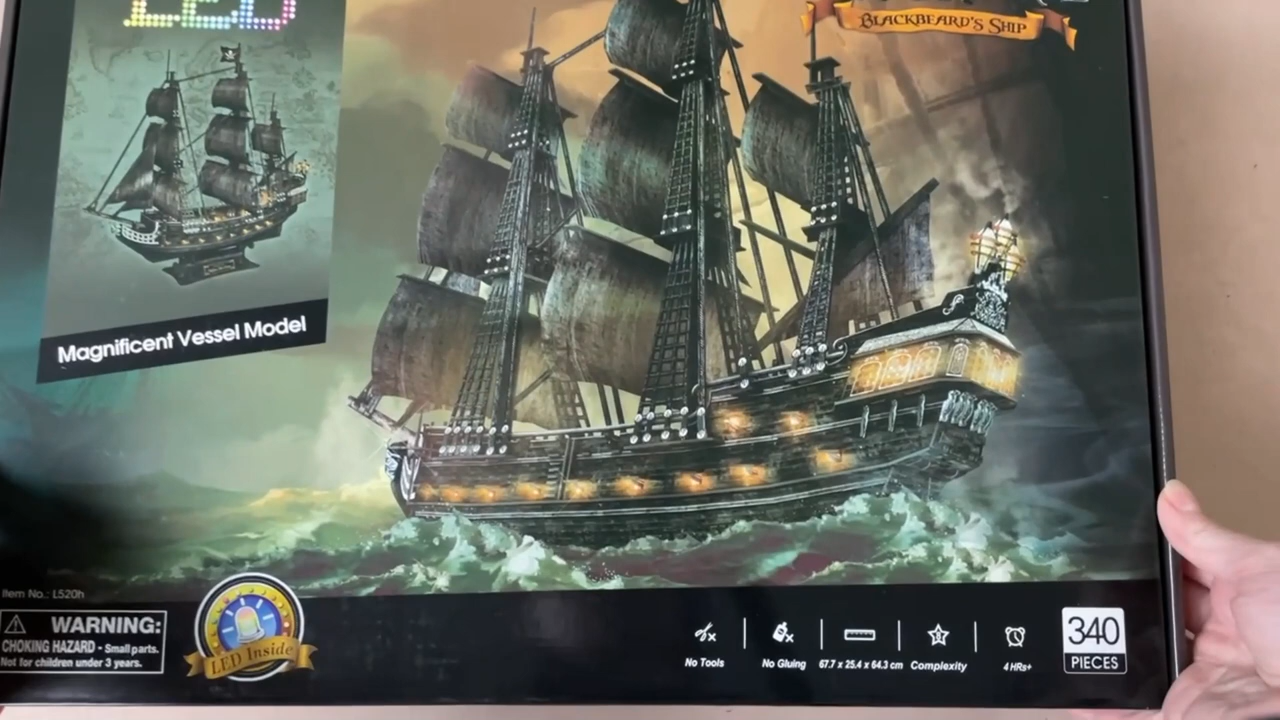 LED
BLACKBEARD'S SHIP
Magnificent Vessel Model
Item No.: L520h
WARNING:
CHOKING HAZARD - Small parts.
Not for children under 3 years.
LED Inside
No Tools
No Gluing
67.7 x 25.4 x 64.3 cm
Complexity
4 HRs+
340
PIECES